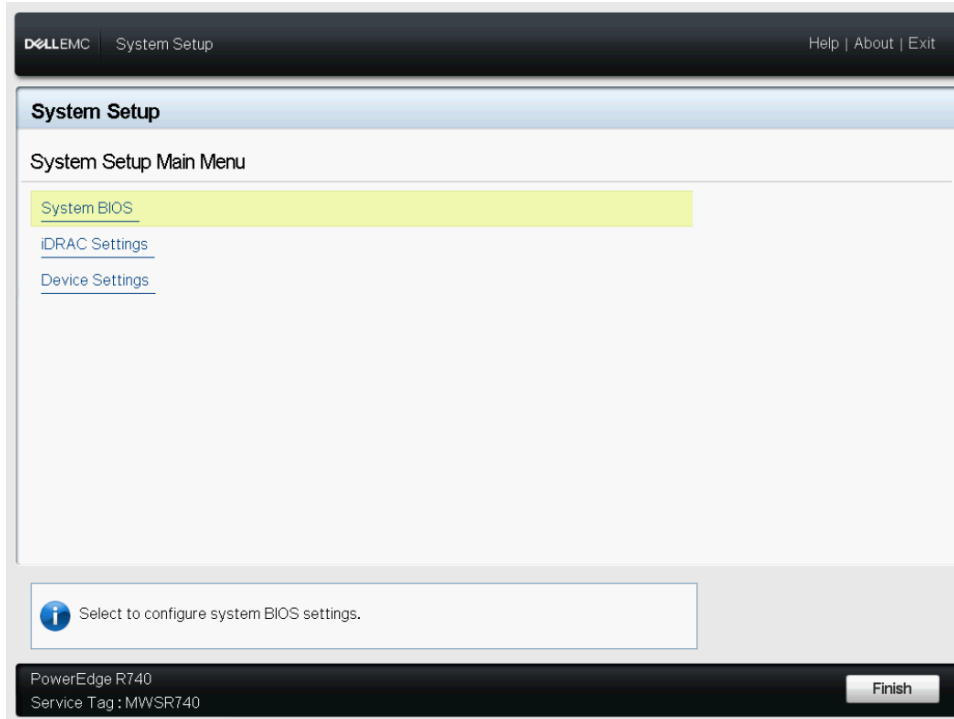 DELLEMC System Setup Help | About | Exit
System Setup
System Setup Main Menu
System BIOS
iDRAC Settings
Device Settings
Select to configure system BIOS settings.
PowerEdge R740
Service Tag : MWSR740
Finish